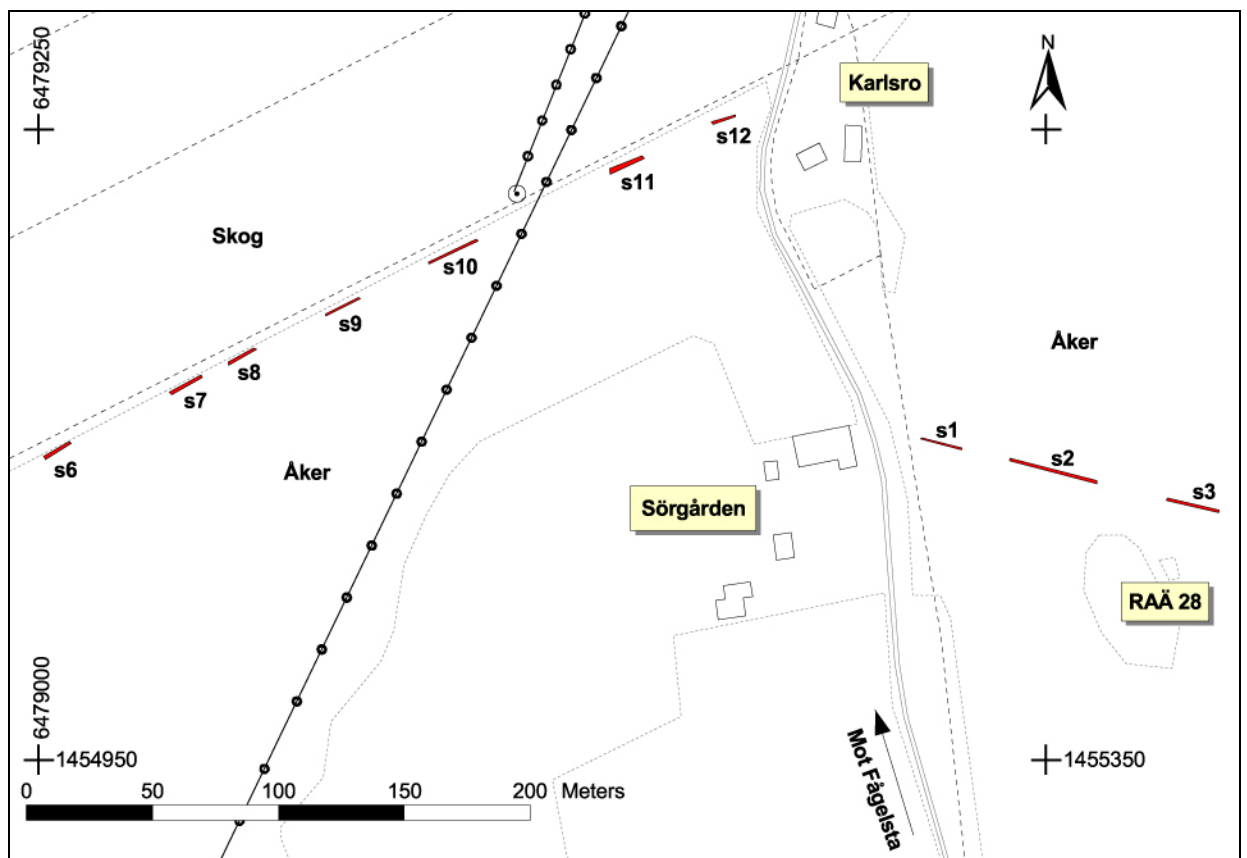 6479250
N
Karlsro
s12
s11
Skog
s10
s9
Åker
s8
s7
s6
Åker
s1
s2
s3
Sörgården
RAÄ 28
6479000
1454950
Mot Fågelsta
1455350
0 50 100 150 200 Meters